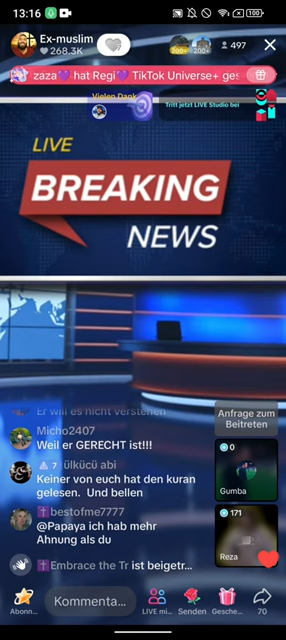 13:16
100
Ex-muslim
268.3K
200+
200+
497
zaza💜 hat Regi💜 TikTok Universe+ ges
Vielen Dank
Tritt jetzt LIVE Studio bei
LIVE
BREAKING
NEWS
Er will es nicht verstehen
Anfrage zum
Beitreten
Micho2407
Weil er GERECHT ist!!!
0
7 ülkücü abi
Keiner von euch hat den kuran
gelesen. Und bellen
Gumba
✝️bestofme7777
171
@Papaya ich hab mehr
Ahnung als du
Reza
✝️Embrace the Tr ist beigetr...
Kommenta...
Abonn...
LIVE mi...
Senden
Gesche...
70